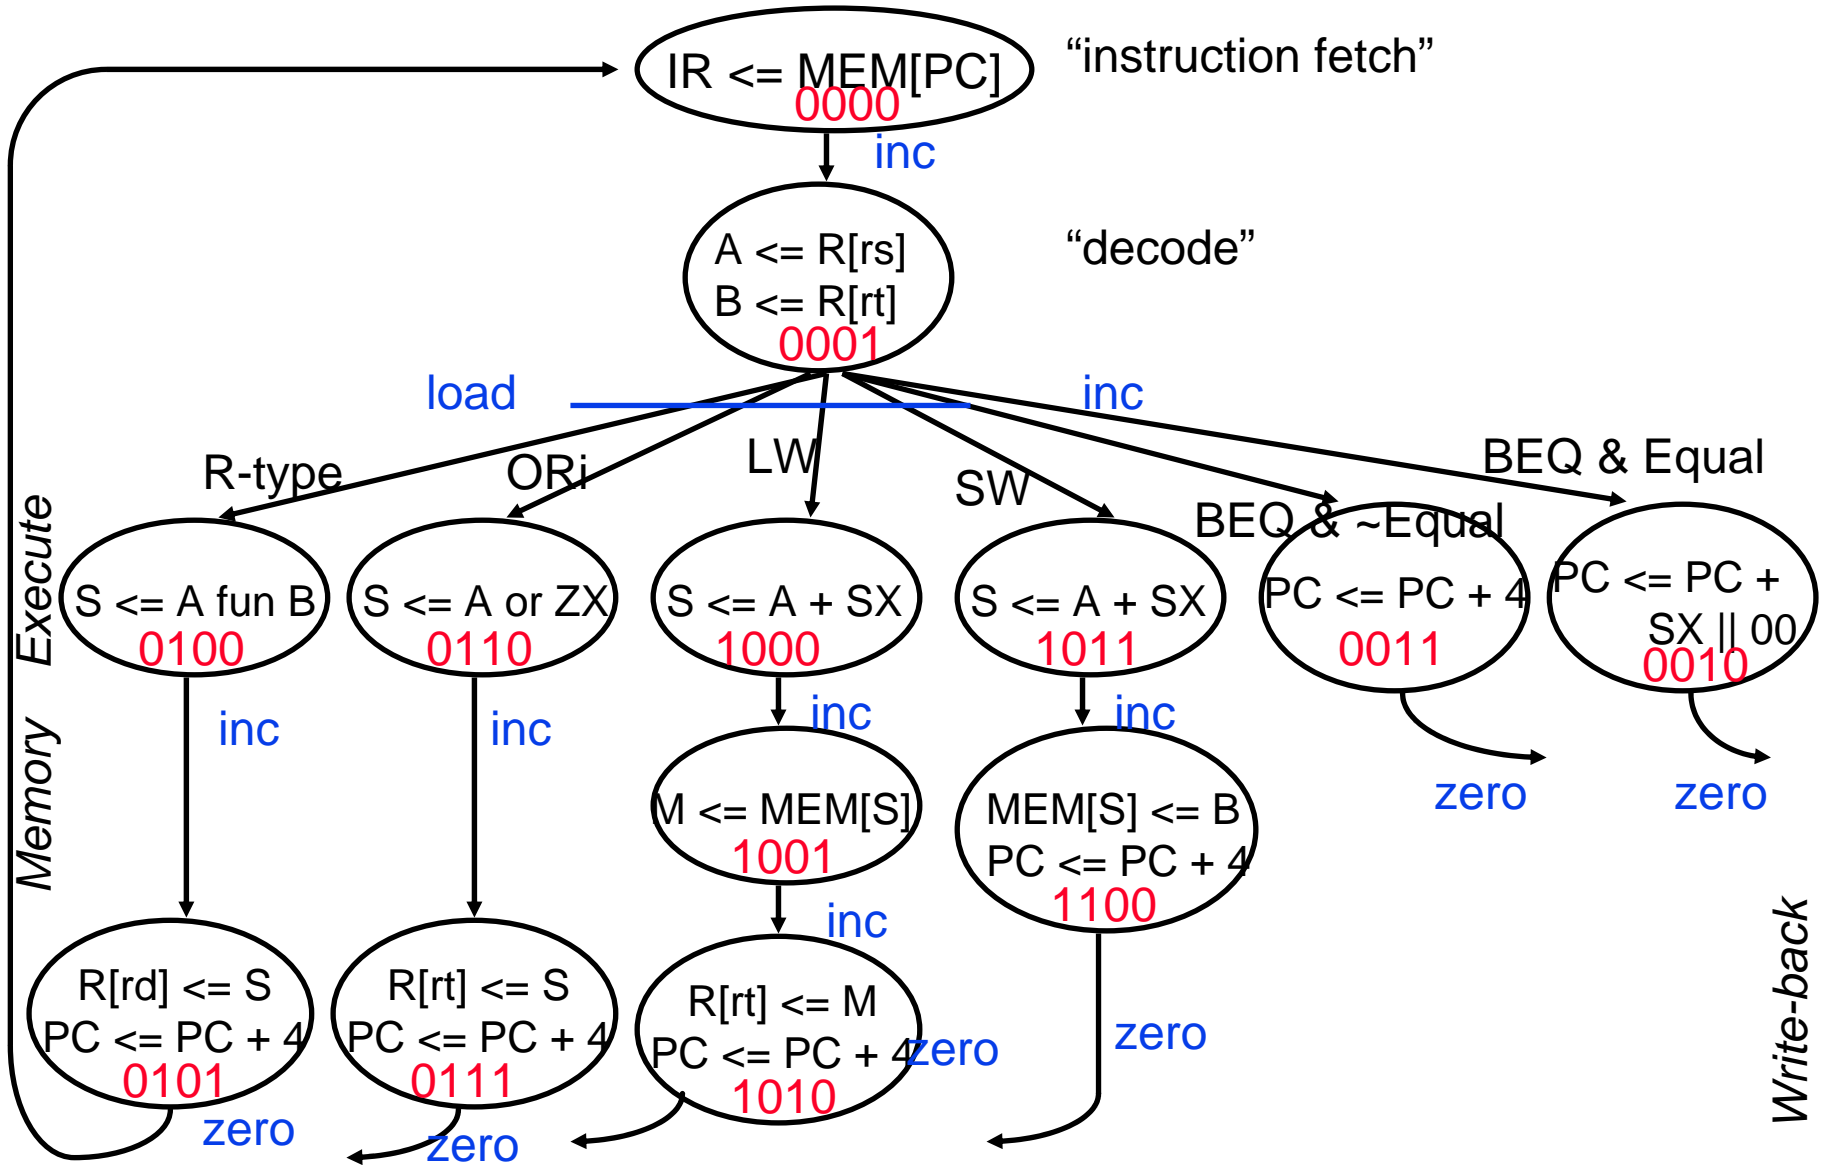 IR <= MEM[PC]
0000
“instruction fetch”
inc
A <= R[rs]
B <= R[rt]
0001
“decode”
load
inc
R-type
ORi
LW
SW
BEQ & ~Equal
BEQ & Equal
Execute
S <= A fun B
0100
S <= A or ZX
0110
S <= A + SX
1000
S <= A + SX
1011
PC <= PC + 4
0011
PC <= PC +
SX || 00
0010
inc
inc
inc
inc
zero
zero
Memory
M <= MEM[S]
1001
MEM[S] <= B
PC <= PC + 4
1100
inc
R[rd] <= S
PC <= PC + 4
0101
R[rt] <= S
PC <= PC + 4
0111
R[rt] <= M
PC <= PC + 4
1010
zero
zero
zero
zero
Write-back